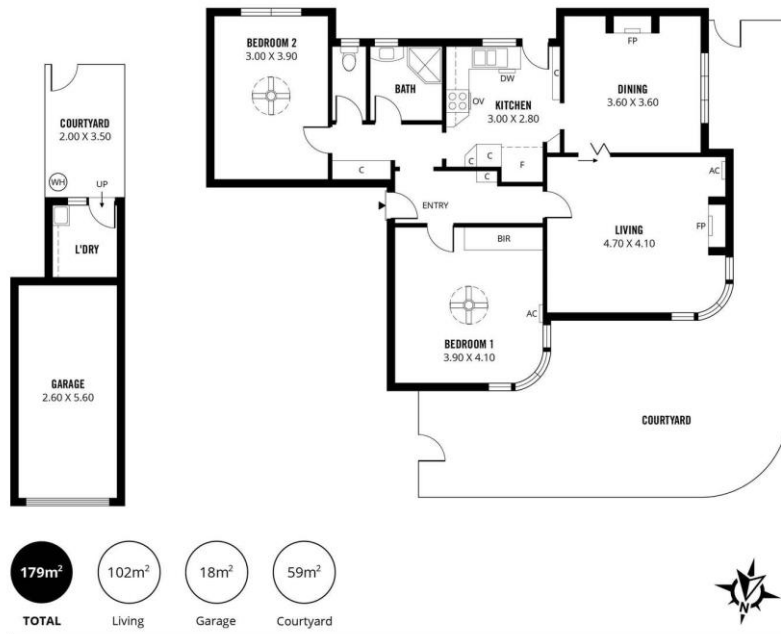 BEDROOM 2
3.00 X 3.90
BATH
DW
OV
KITCHEN
3.00 X 2.80
C
FP
DINING
3.60 X 3.60
COURTYARD
2.00 X 3.50
WH
UP
L'DRY
C
C
C
F
C
ENTRY
AC
LIVING
4.70 X 4.10
FP
BIR
AC
BEDROOM 1
3.90 X 4.10
GARAGE
2.60 X 5.60
COURTYARD
179m²
102m²
18m²
59m²
TOTAL
Living
Garage
Courtyard
N